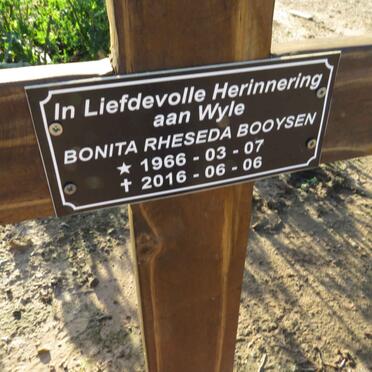 In Liefdevolle Herinnering
aan Wyle
BONITA RHESEDA BOOYSEN
★ 1966 - 03 - 07
✝ 2016 - 06 - 06